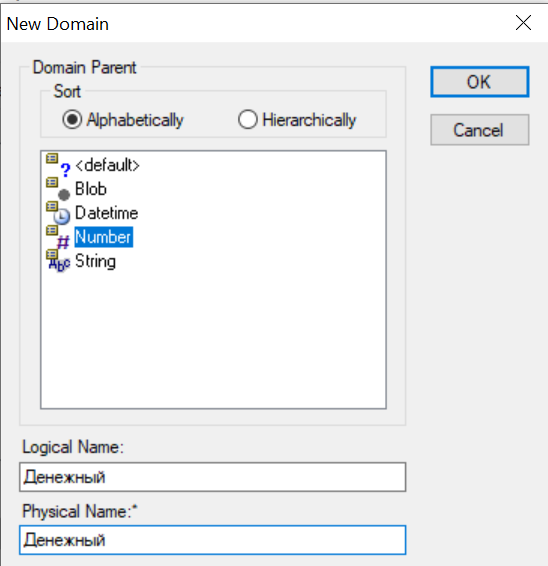 New Domain
Domain Parent
Sort
Alphabetically
Hierarchically
OK
Cancel
? <default>
Blob
Datetime
# Number
Abc String
Logical Name:
Денежный
Physical Name:*
Денежный